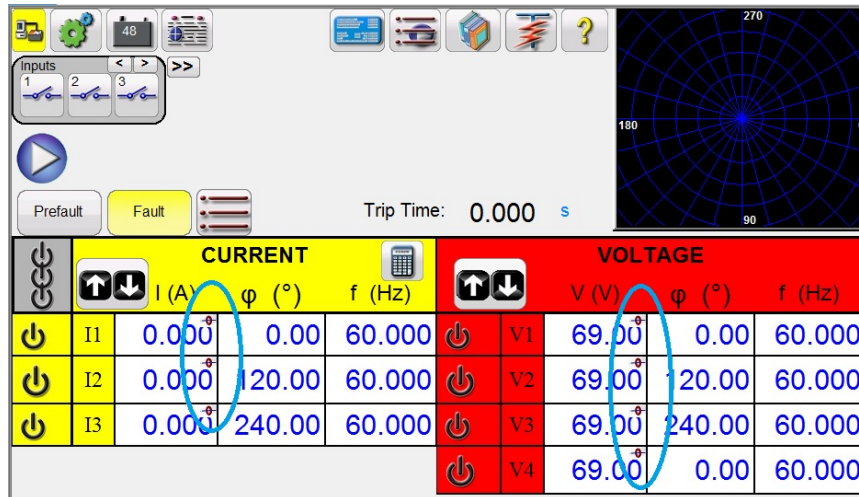 48
270
Inputs < > >>
1 2 3
180
Prefault Fault Trip Time: 0.000 s
90
CURRENT VOLTAGE
I (A) φ (°) f (Hz) V (V) φ (°) f (Hz)
I1 0.000 0.00 60.000 V1 69.00 0.00 60.000
I2 0.000 120.00 60.000 V2 69.00 120.00 60.000
I3 0.000 240.00 60.000 V3 69.00 240.00 60.000
V4 69.00 0.00 60.000